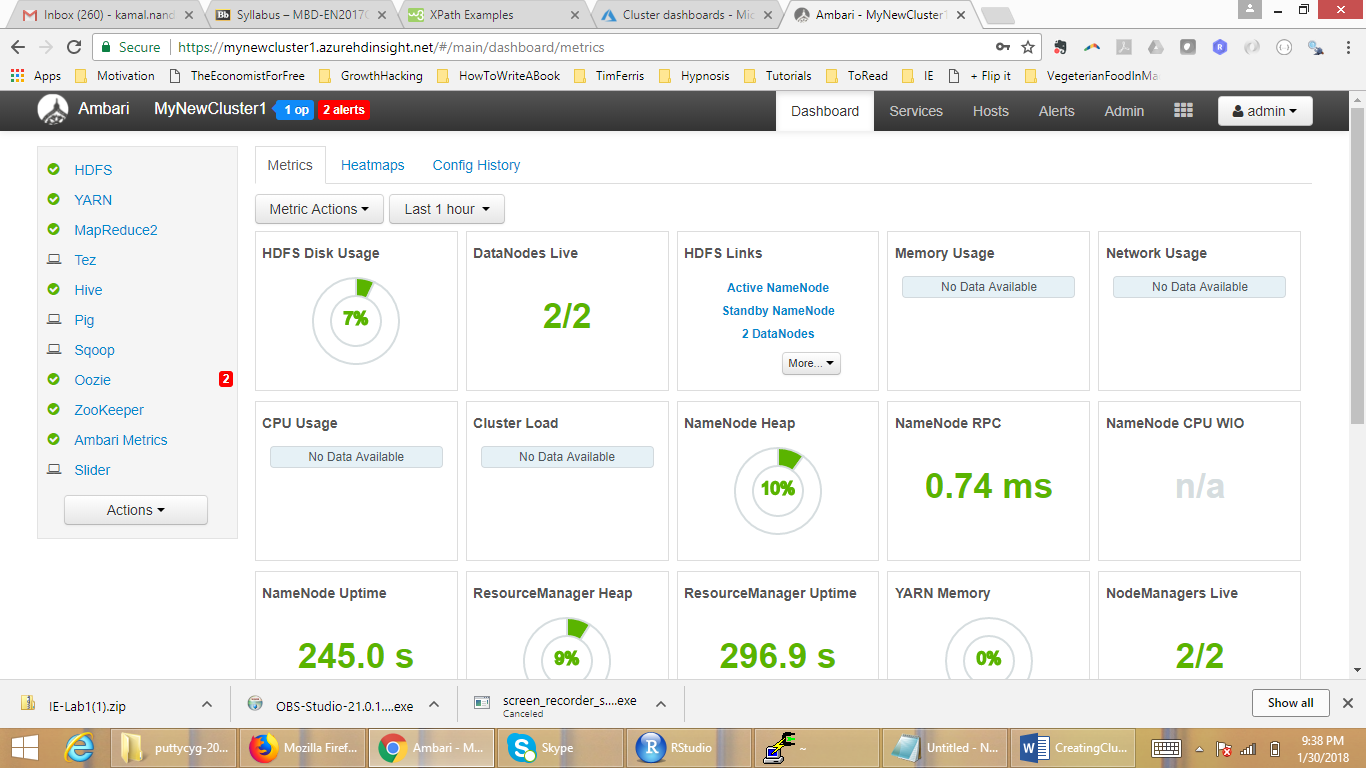 Inbox (260) - kamal.nand
Bb Syllabus – MBD-EN2017
w3 XPath Examples
Cluster dashboards - Mic
Ambari - MyNewCluster1
Secure https://mynewcluster1.azurehdinsight.net/#/main/dashboard/metrics
Apps Motivation TheEconomistForFree GrowthHacking HowToWriteABook TimFerris Hypnosis Tutorials ToRead IE + Flip it VegeterianFoodInMa
Ambari MyNewCluster1 1 op 2 alerts Dashboard Services Hosts Alerts Admin admin
HDFS
YARN
MapReduce2
Tez
Hive
Pig
Sqoop
Oozie 2
ZooKeeper
Ambari Metrics
Slider
Actions
Metrics Heatmaps Config History
Metric Actions Last 1 hour
HDFS Disk Usage
7%
DataNodes Live
2/2
HDFS Links
Active NameNode
Standby NameNode
2 DataNodes
More...
Memory Usage
No Data Available
Network Usage
No Data Available
CPU Usage
No Data Available
Cluster Load
No Data Available
NameNode Heap
10%
NameNode RPC
0.74 ms
NameNode CPU WIO
n/a
NameNode Uptime
245.0 s
ResourceManager Heap
9%
ResourceManager Uptime
296.9 s
YARN Memory
0%
NodeManagers Live
2/2
IE-Lab1(1).zip
OBS-Studio-21.0.1....exe
screen_recorder_s....exe
Canceled
Show all
puttycyg-20...
Mozilla Firef...
Ambari - M...
Skype
RStudio
~
Untitled - N...
CreatingClu...
9:38 PM
1/30/2018